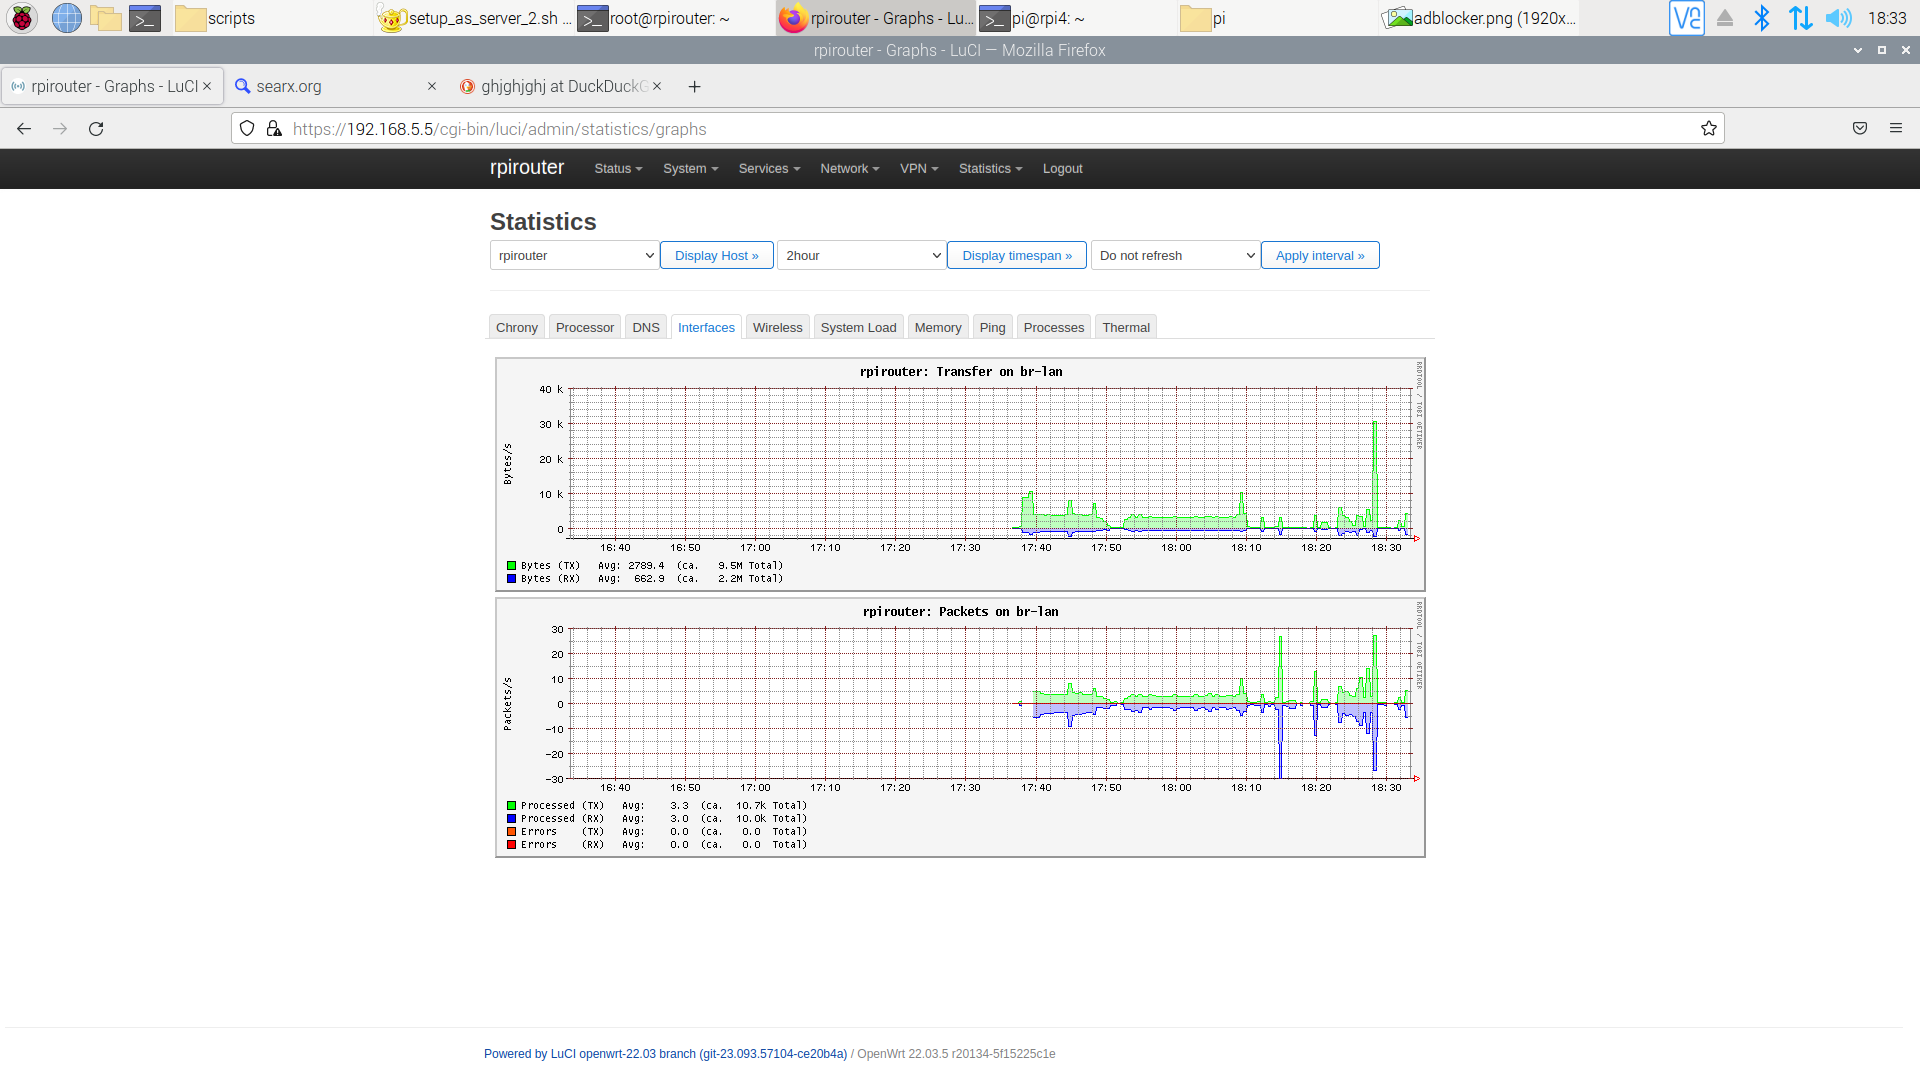 scripts
setup_as_server_2.sh ...
root@rpirouter: ~
rpirouter - Graphs - Lu...
pi@rpi4: ~
pi
adblocker.png (1920x...
18:33
rpirouter - Graphs - LuCI — Mozilla Firefox
rpirouter - Graphs - LuCI
searx.org
ghjghjghj at DuckDuckG
https://192.168.5.5/cgi-bin/luci/admin/statistics/graphs
rpirouter
Status
System
Services
Network
VPN
Statistics
Logout
Statistics
rpirouter
Display Host »
2hour
Display timespan »
Do not refresh
Apply interval »
Chrony
Processor
DNS
Interfaces
Wireless
System Load
Memory
Ping
Processes
Thermal
rpirouter: Transfer on br-lan
RRDTOOL / TOBI OETIKER
Bytes/s
40 k
30 k
20 k
10 k
0
16:40 16:50 17:00 17:10 17:20 17:30 17:40 17:50 18:00 18:10 18:20 18:30
Bytes (TX) Avg: 2789.4 (ca. 9.5M Total)
Bytes (RX) Avg: 662.9 (ca. 2.2M Total)
rpirouter: Packets on br-lan
RRDTOOL / TOBI OETIKER
Packets/s
30
20
10
0
-10
-20
-30
16:40 16:50 17:00 17:10 17:20 17:30 17:40 17:50 18:00 18:10 18:20 18:30
Processed (TX) Avg: 3.3 (ca. 10.7k Total)
Processed (RX) Avg: 3.0 (ca. 10.0k Total)
Errors (TX) Avg: 0.0 (ca. 0.0 Total)
Errors (RX) Avg: 0.0 (ca. 0.0 Total)
Powered by LuCI openwrt-22.03 branch (git-23.093.57104-ce20b4a) / OpenWrt 22.03.5 r20134-5f15225c1e